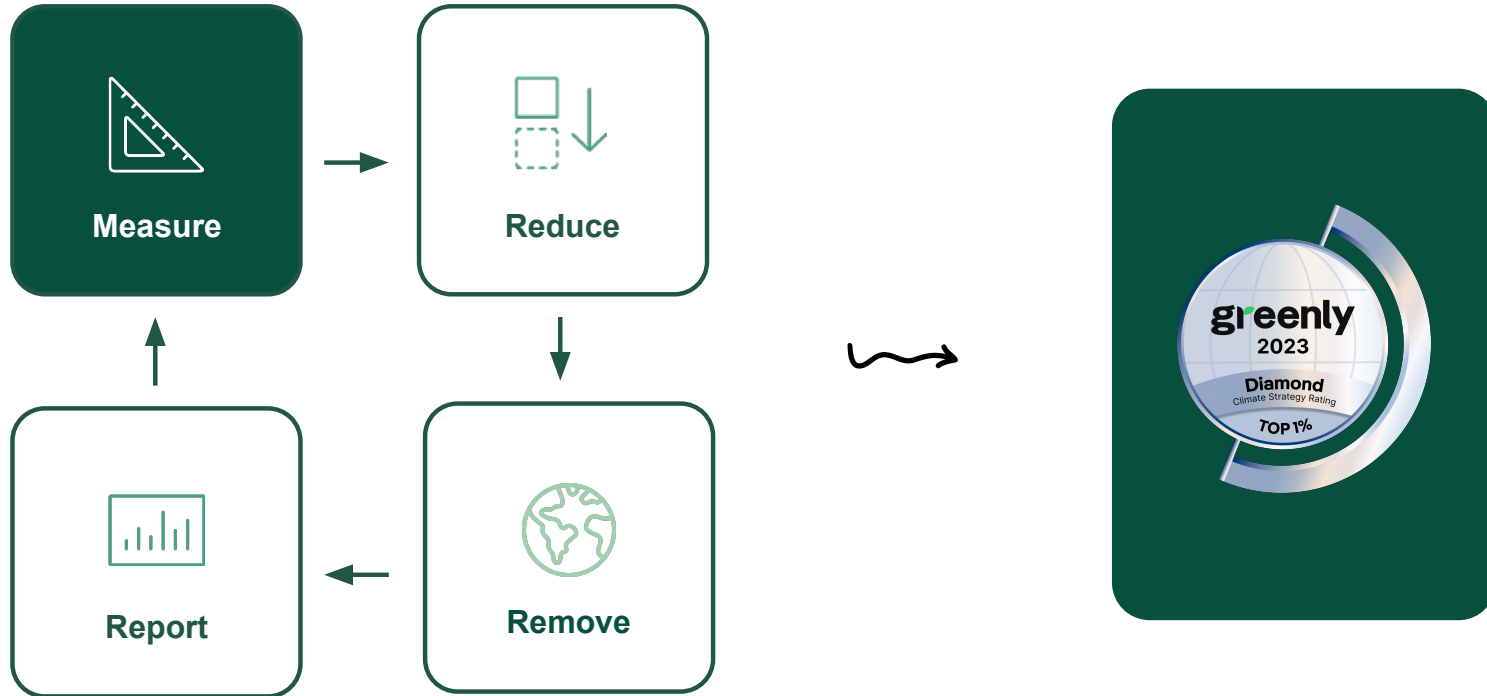 Measure
Reduce
Report
Remove
greenly
2023
Diamond
Climate Strategy Rating
TOP 1%